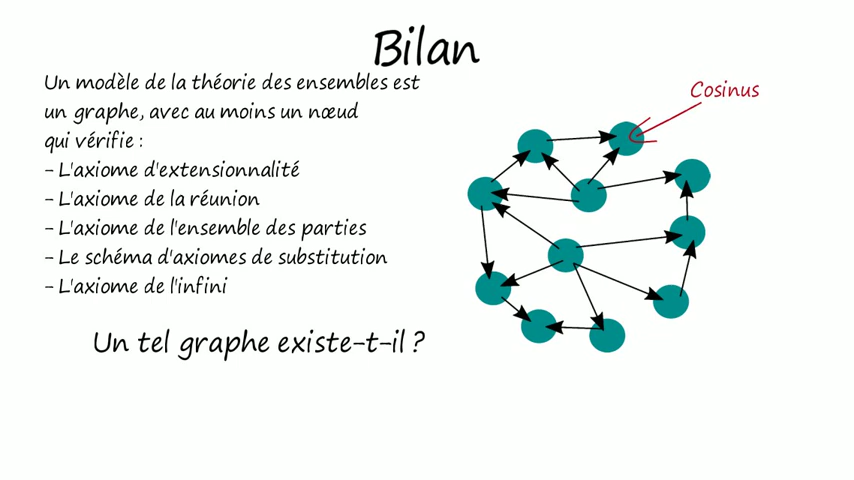 Bilan
Un modèle de la théorie des ensembles est
un graphe, avec au moins un nœud
qui vérifie :
- L'axiome d'extensionnalité
- L'axiome de la réunion
- L'axiome de l'ensemble des parties
- Le schéma d'axiomes de substitution
- L'axiome de l'infini
Un tel graphe existe-t-il ?
Cosinus